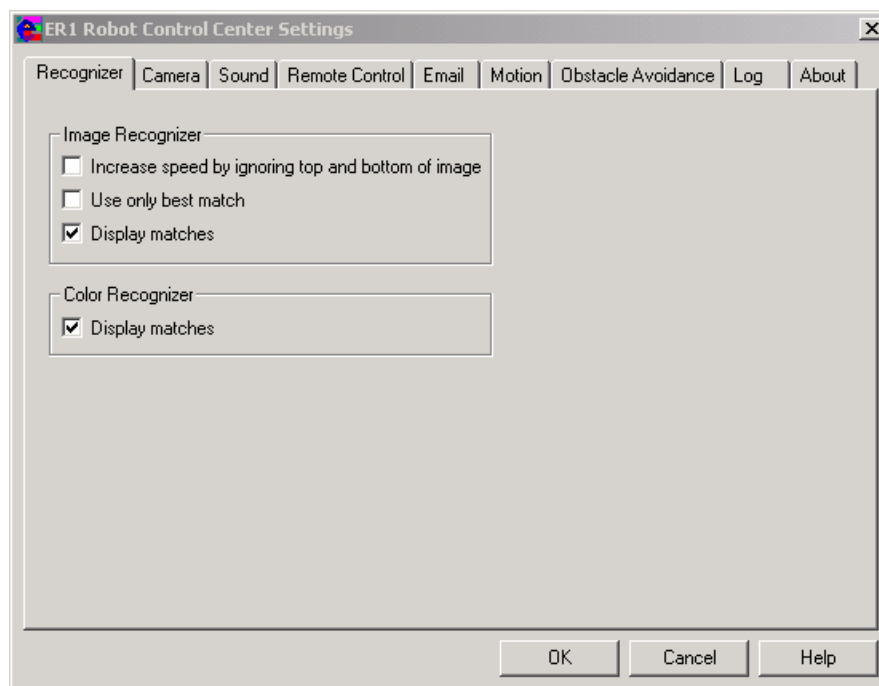 ER1 Robot Control Center Settings
Recognizer Camera Sound Remote Control Email Motion Obstacle Avoidance Log About
Image Recognizer
Increase speed by ignoring top and bottom of image
Use only best match
Display matches
Color Recognizer
Display matches
OK Cancel Help